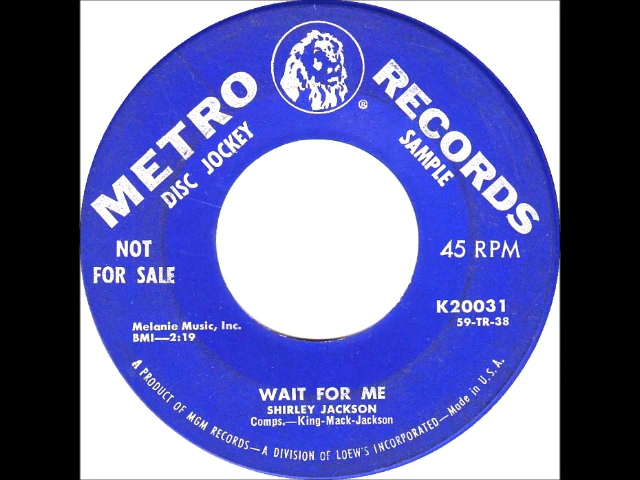 METRO RECORDS
®
DISC JOCKEY SAMPLE
NOT
FOR SALE
45 RPM
K20031
59-TR-38
Melanie Music, Inc.
BMI—2:19
WAIT FOR ME
SHIRLEY JACKSON
Comps.—King-Mack-Jackson
A PRODUCT OF MGM RECORDS—A DIVISION OF LOEW'S INCORPORATED—Made in U.S.A.